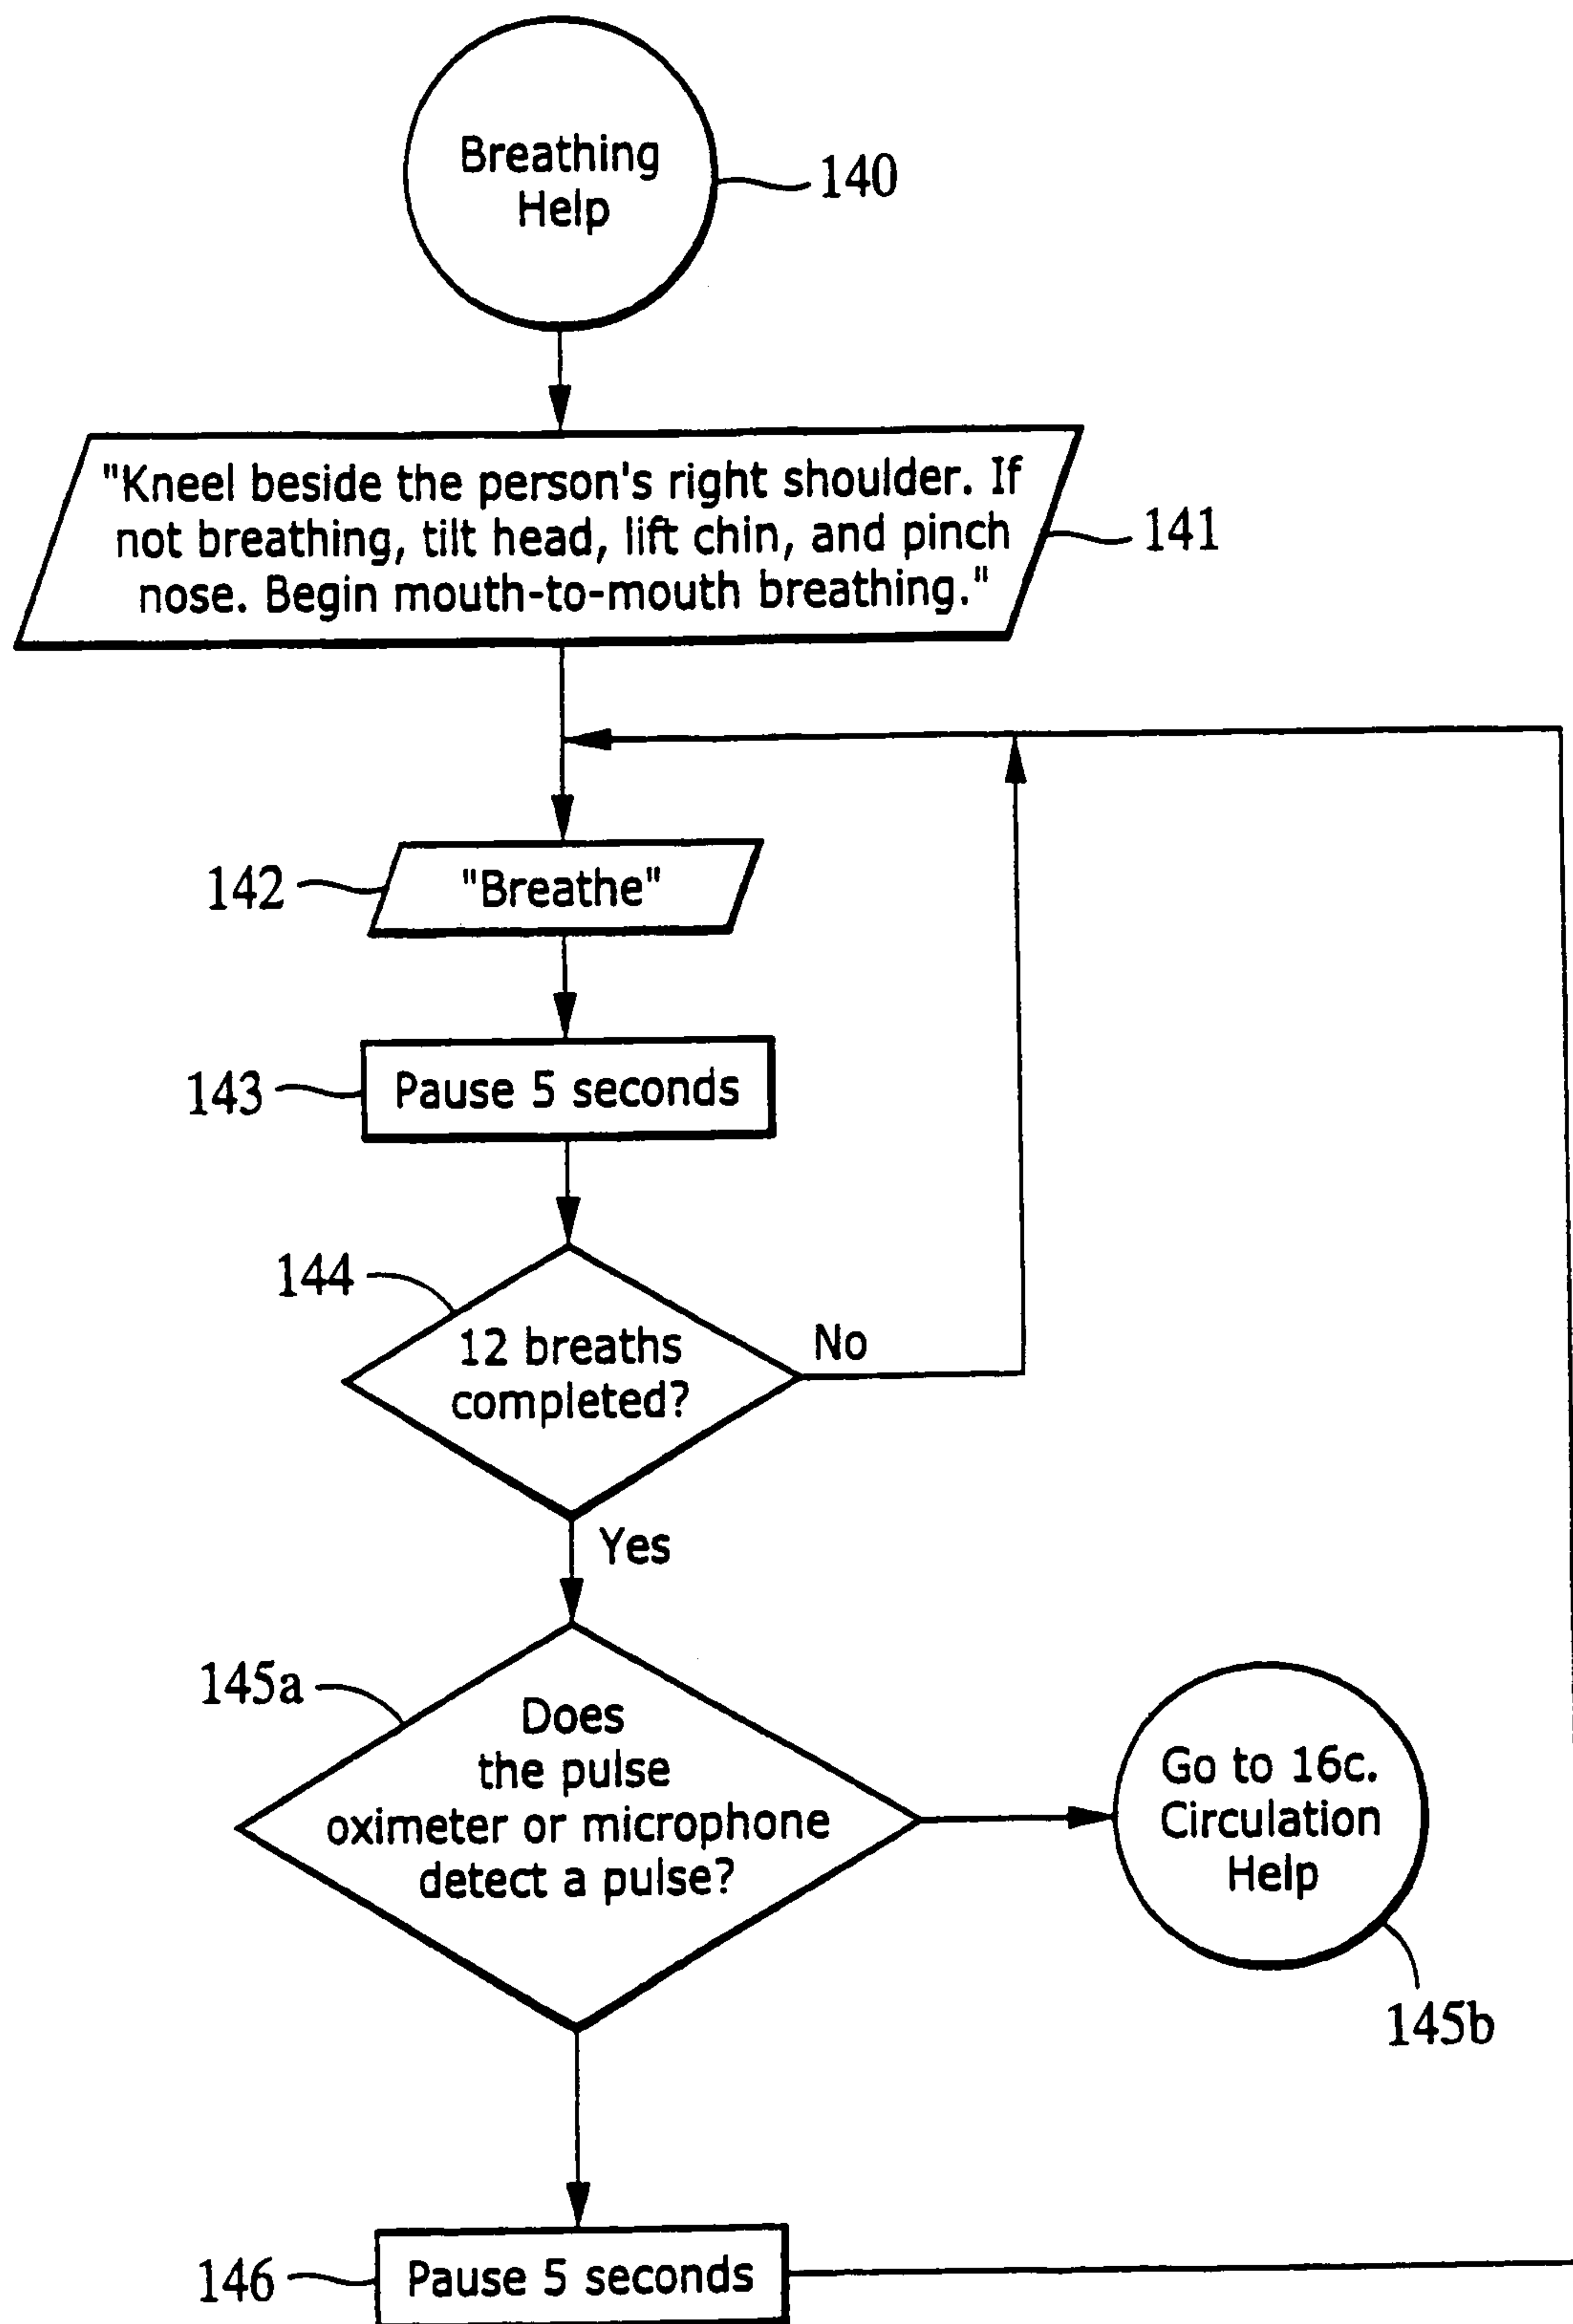 Breathing
Help
140
"Kneel beside the person's right shoulder. If
not breathing, tilt head, lift chin, and pinch
nose. Begin mouth-to-mouth breathing."
141
142
"Breathe"
143
Pause 5 seconds
144
12 breaths
completed?
No
Yes
145a
Does
the pulse
oximeter or microphone
detect a pulse?
Go to 16c.
Circulation
Help
145b
146
Pause 5 seconds